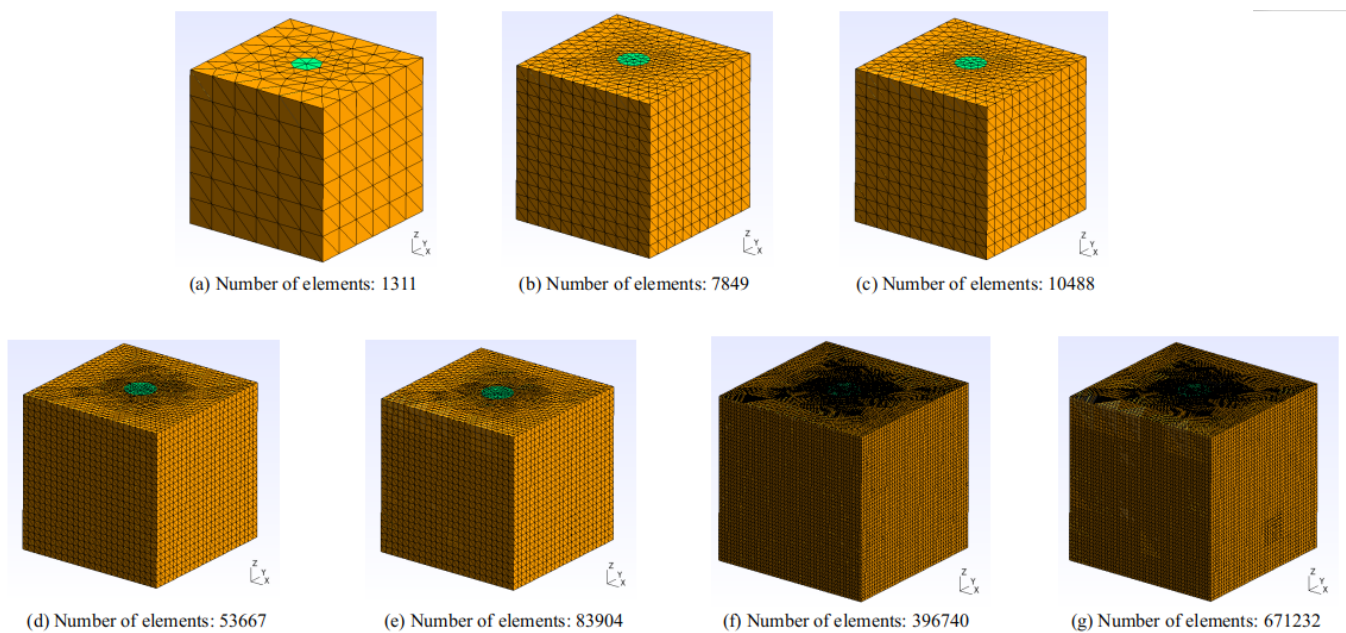 Z
Y
X
Z
Y
X
Z
Y
X
(a) Number of elements: 1311
(b) Number of elements: 7849
(c) Number of elements: 10488
Z
Y
X
Z
Y
X
Z
Y
X
Z
Y
X
(d) Number of elements: 53667
(e) Number of elements: 83904
(f) Number of elements: 396740
(g) Number of elements: 671232